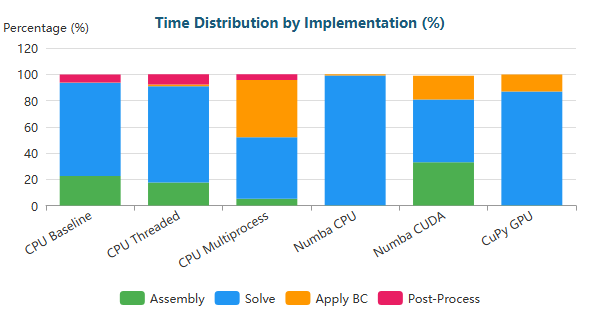 Time Distribution by Implementation (%)
Percentage (%)
120
100
80
60
40
20
0
CPU Baseline
CPU Threaded
CPU Multiprocess
Numba CPU
Numba CUDA
CuPy GPU
Assembly
Solve
Apply BC
Post-Process